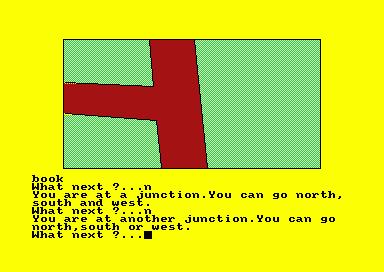 book
What next ?...n
You are at a junction.You can go north,
south and west.
What next ?...n
You are at another junction.You can go
north,south or west.
What next ?...